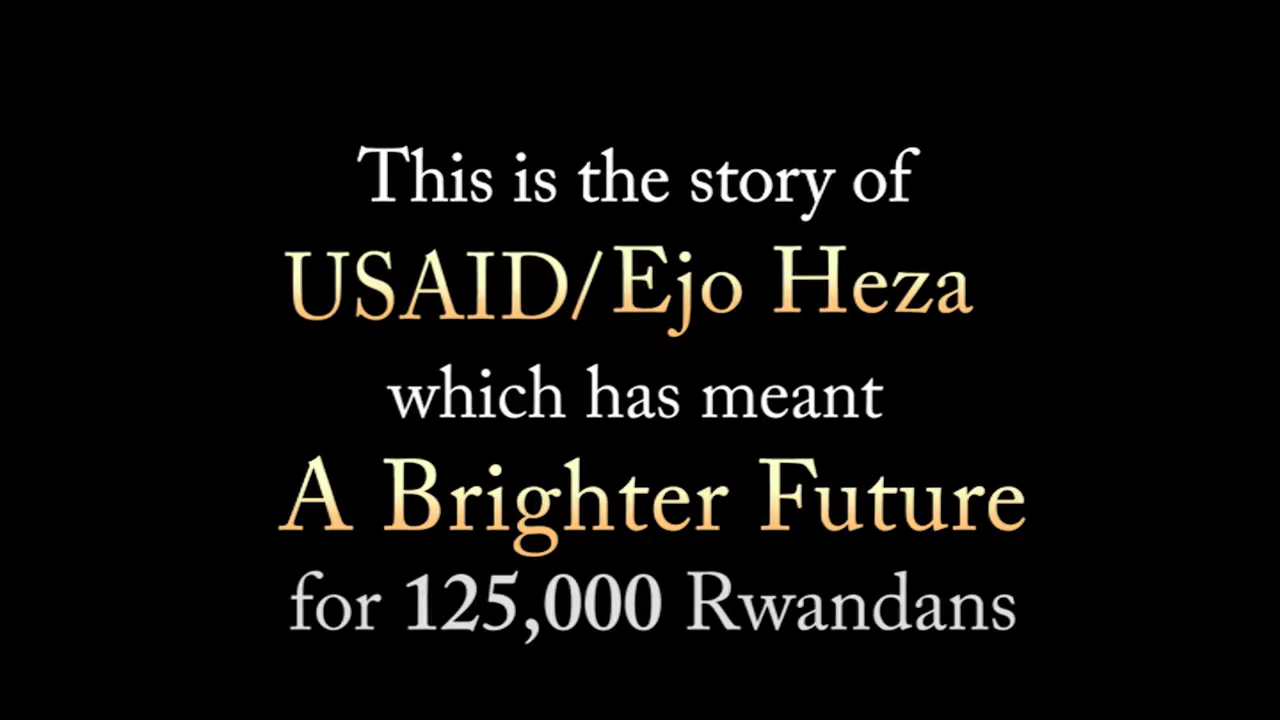 This is the story of
USAID/Ejo Heza
which has meant
A Brighter Future
for 125,000 Rwandans